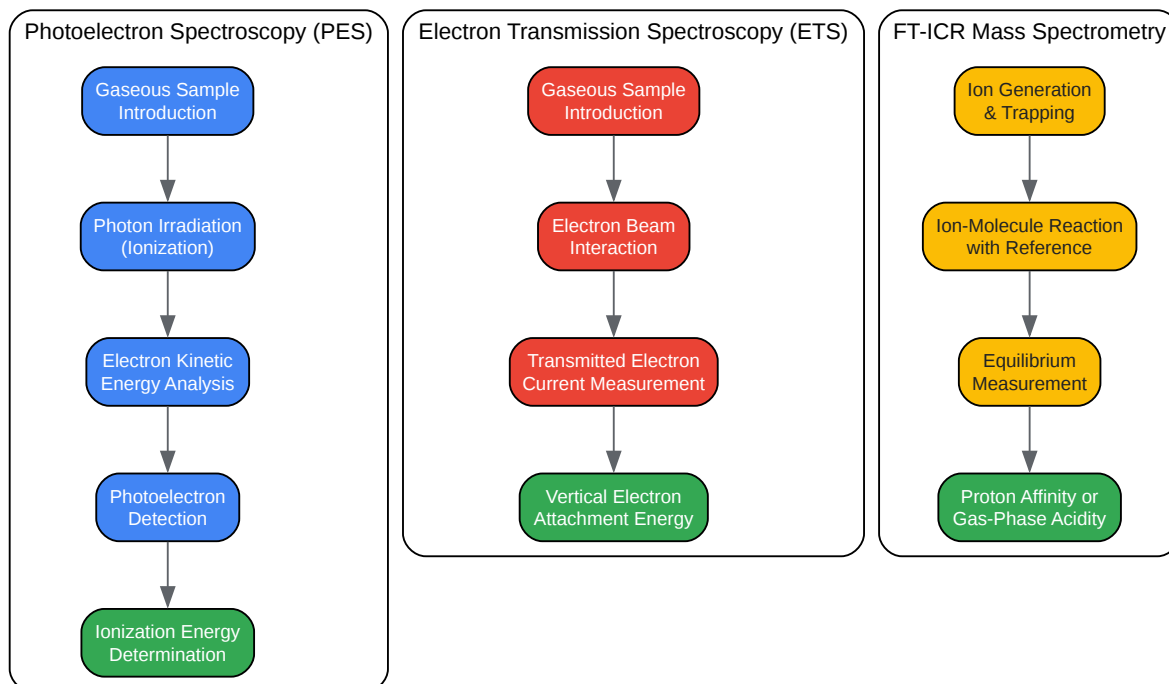 Photoelectron Spectroscopy (PES)
Gaseous Sample
Introduction
Photon Irradiation
(Ionization)
Electron Kinetic
Energy Analysis
Photoelectron
Detection
Ionization Energy
Determination
Electron Transmission Spectroscopy (ETS)
Gaseous Sample
Introduction
Electron Beam
Interaction
Transmitted Electron
Current Measurement
Vertical Electron
Attachment Energy
FT-ICR Mass Spectrometry
Ion Generation
& Trapping
Ion-Molecule Reaction
with Reference
Equilibrium
Measurement
Proton Affinity or
Gas-Phase Acidity